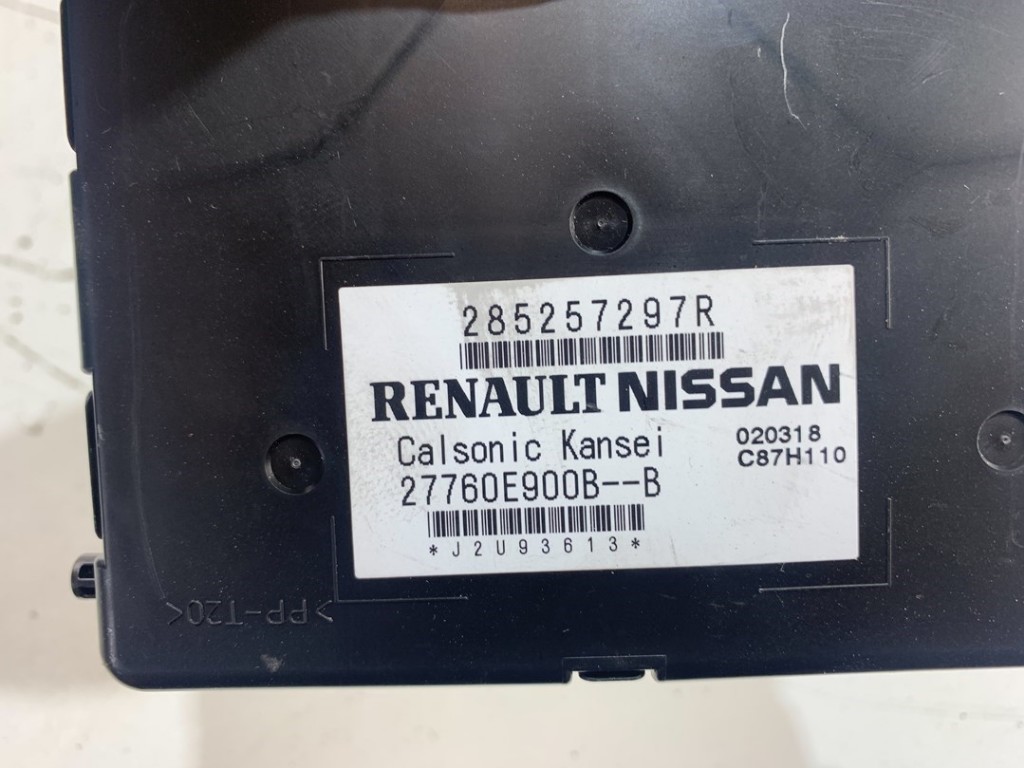 285257297R
RENAULT NISSAN
Calsonic Kansei
020318
27760E900B--B
C87H110
*J2U93613*
>PP-T20<